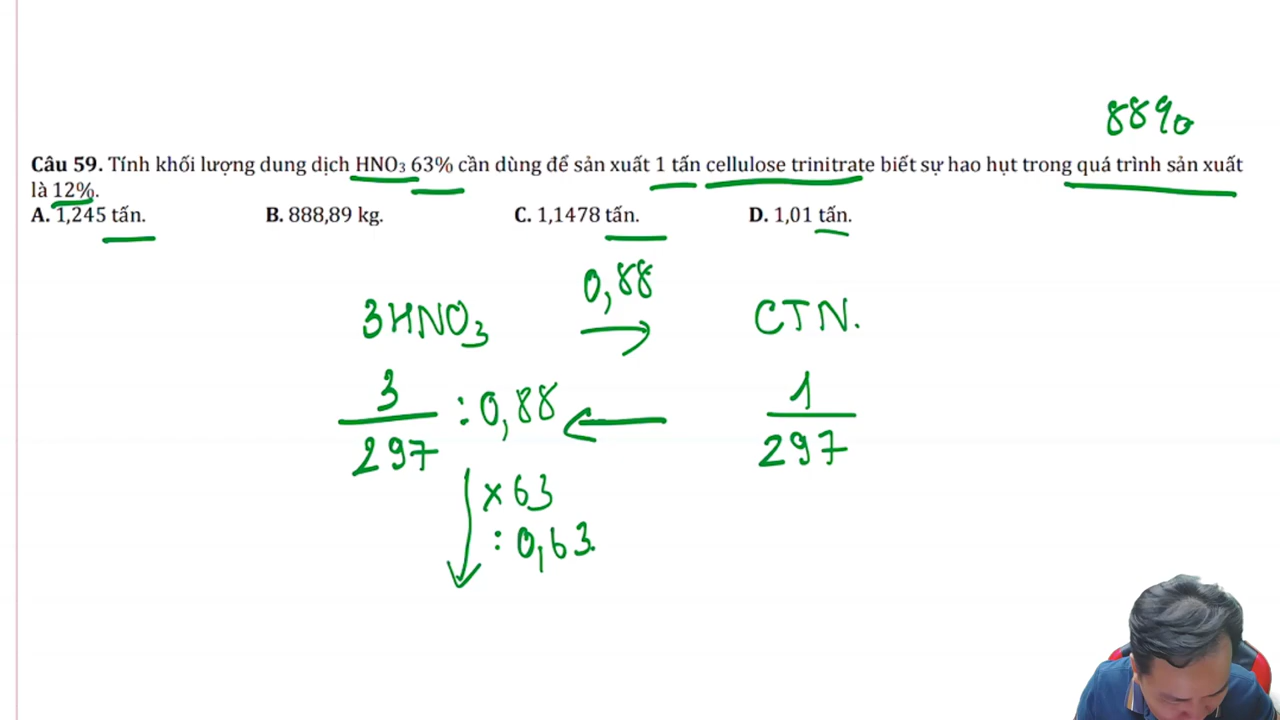 88%
Câu 59. Tính khối lượng dung dịch HNO₃ 63% cần dùng để sản xuất 1 tấn cellulose trinitrate biết sự hao hụt trong quá trình sản xuất
là 12%.
A. 1,245 tấn. B. 888,89 kg. C. 1,1478 tấn. D. 1,01 tấn.
3HNO₃ 0,88 → CTN.
3/297 : 0,88 ← 1/297
↓ x 63
: 0,63